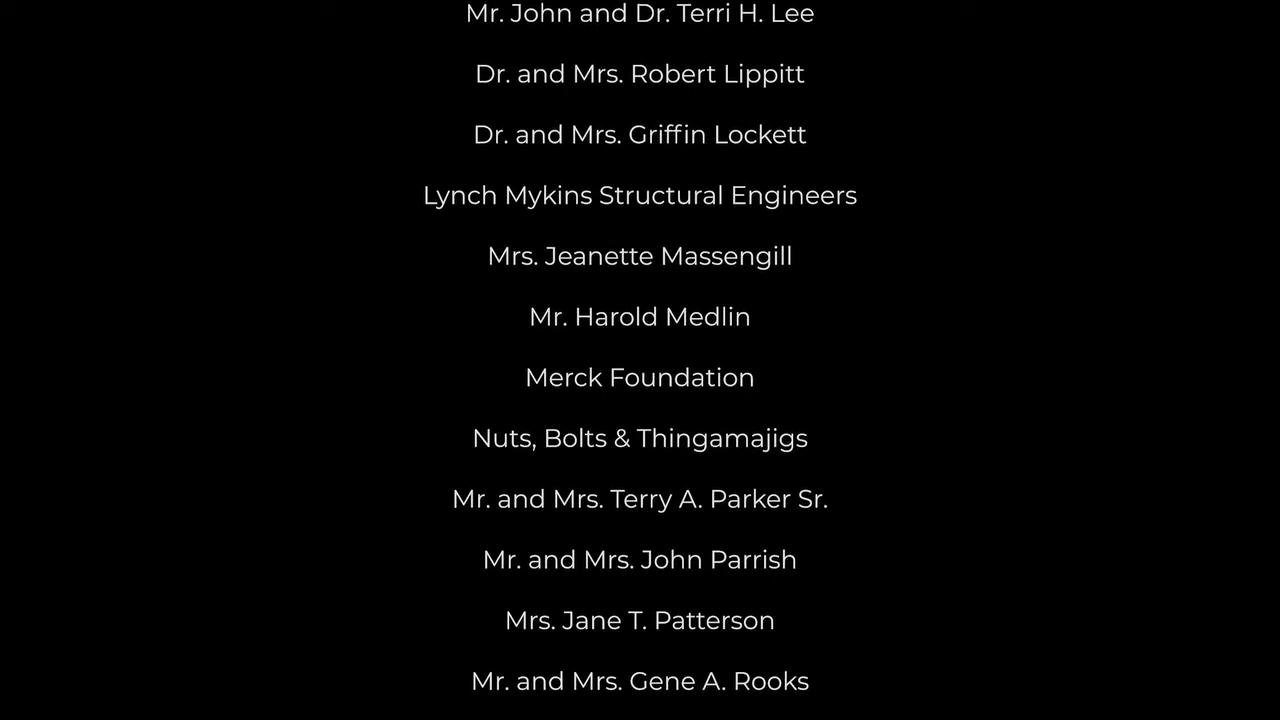 Mr. John and Dr. Terri H. Lee
Dr. and Mrs. Robert Lippitt
Dr. and Mrs. Griffin Lockett
Lynch Mykins Structural Engineers
Mrs. Jeanette Massengill
Mr. Harold Medlin
Merck Foundation
Nuts, Bolts & Thingamajigs
Mr. and Mrs. Terry A. Parker Sr.
Mr. and Mrs. John Parrish
Mrs. Jane T. Patterson
Mr. and Mrs. Gene A. Rooks